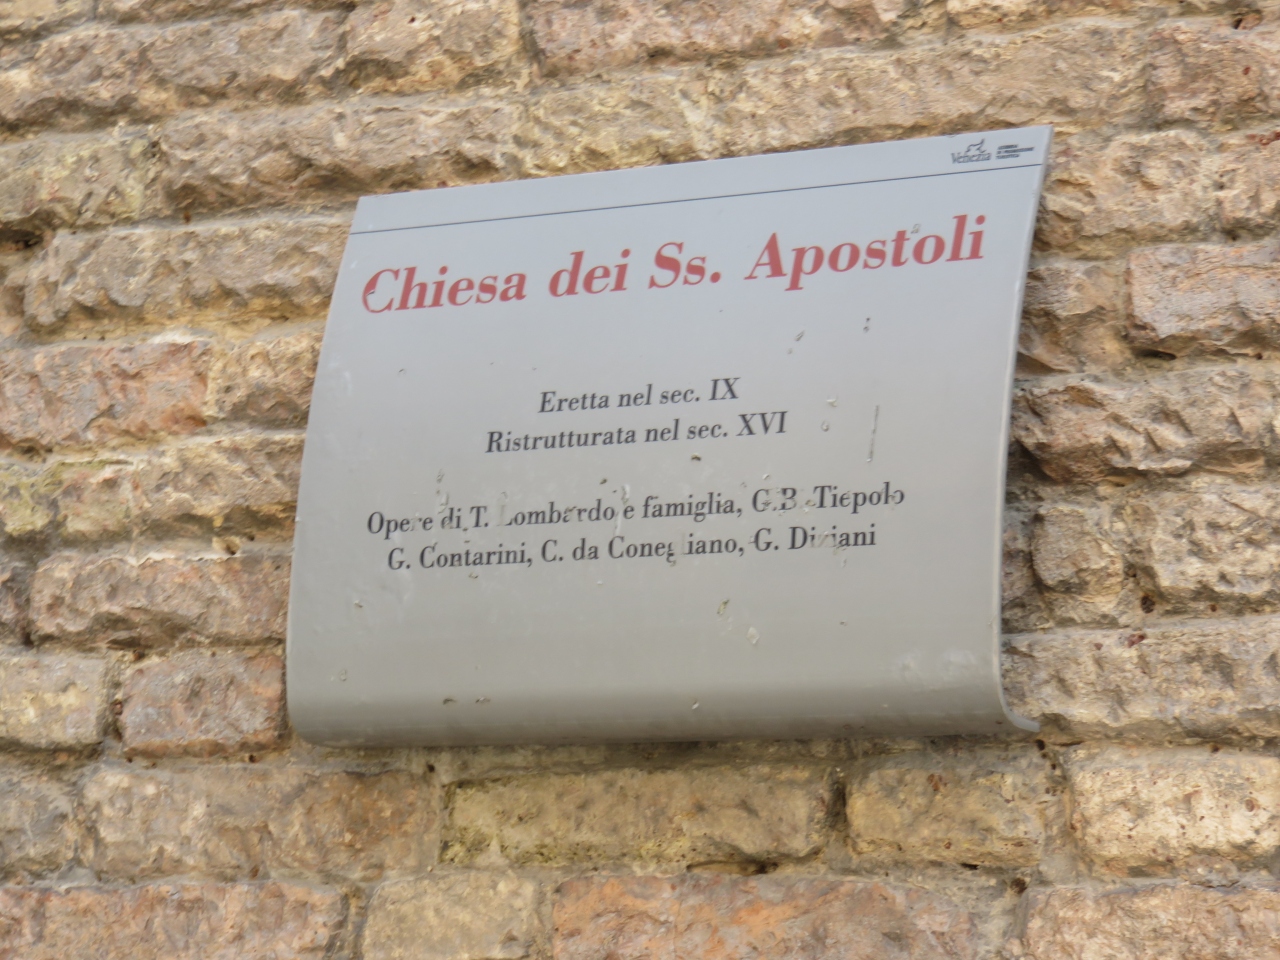 Venezia
Chiesa dei Ss. Apostoli
Eretta nel sec. IX
Ristrutturata nel sec. XVI
Opere di T. Lombardo e famiglia, G.B. Tiepolo
G. Contarini, C. da Conegliano, G. Diziani